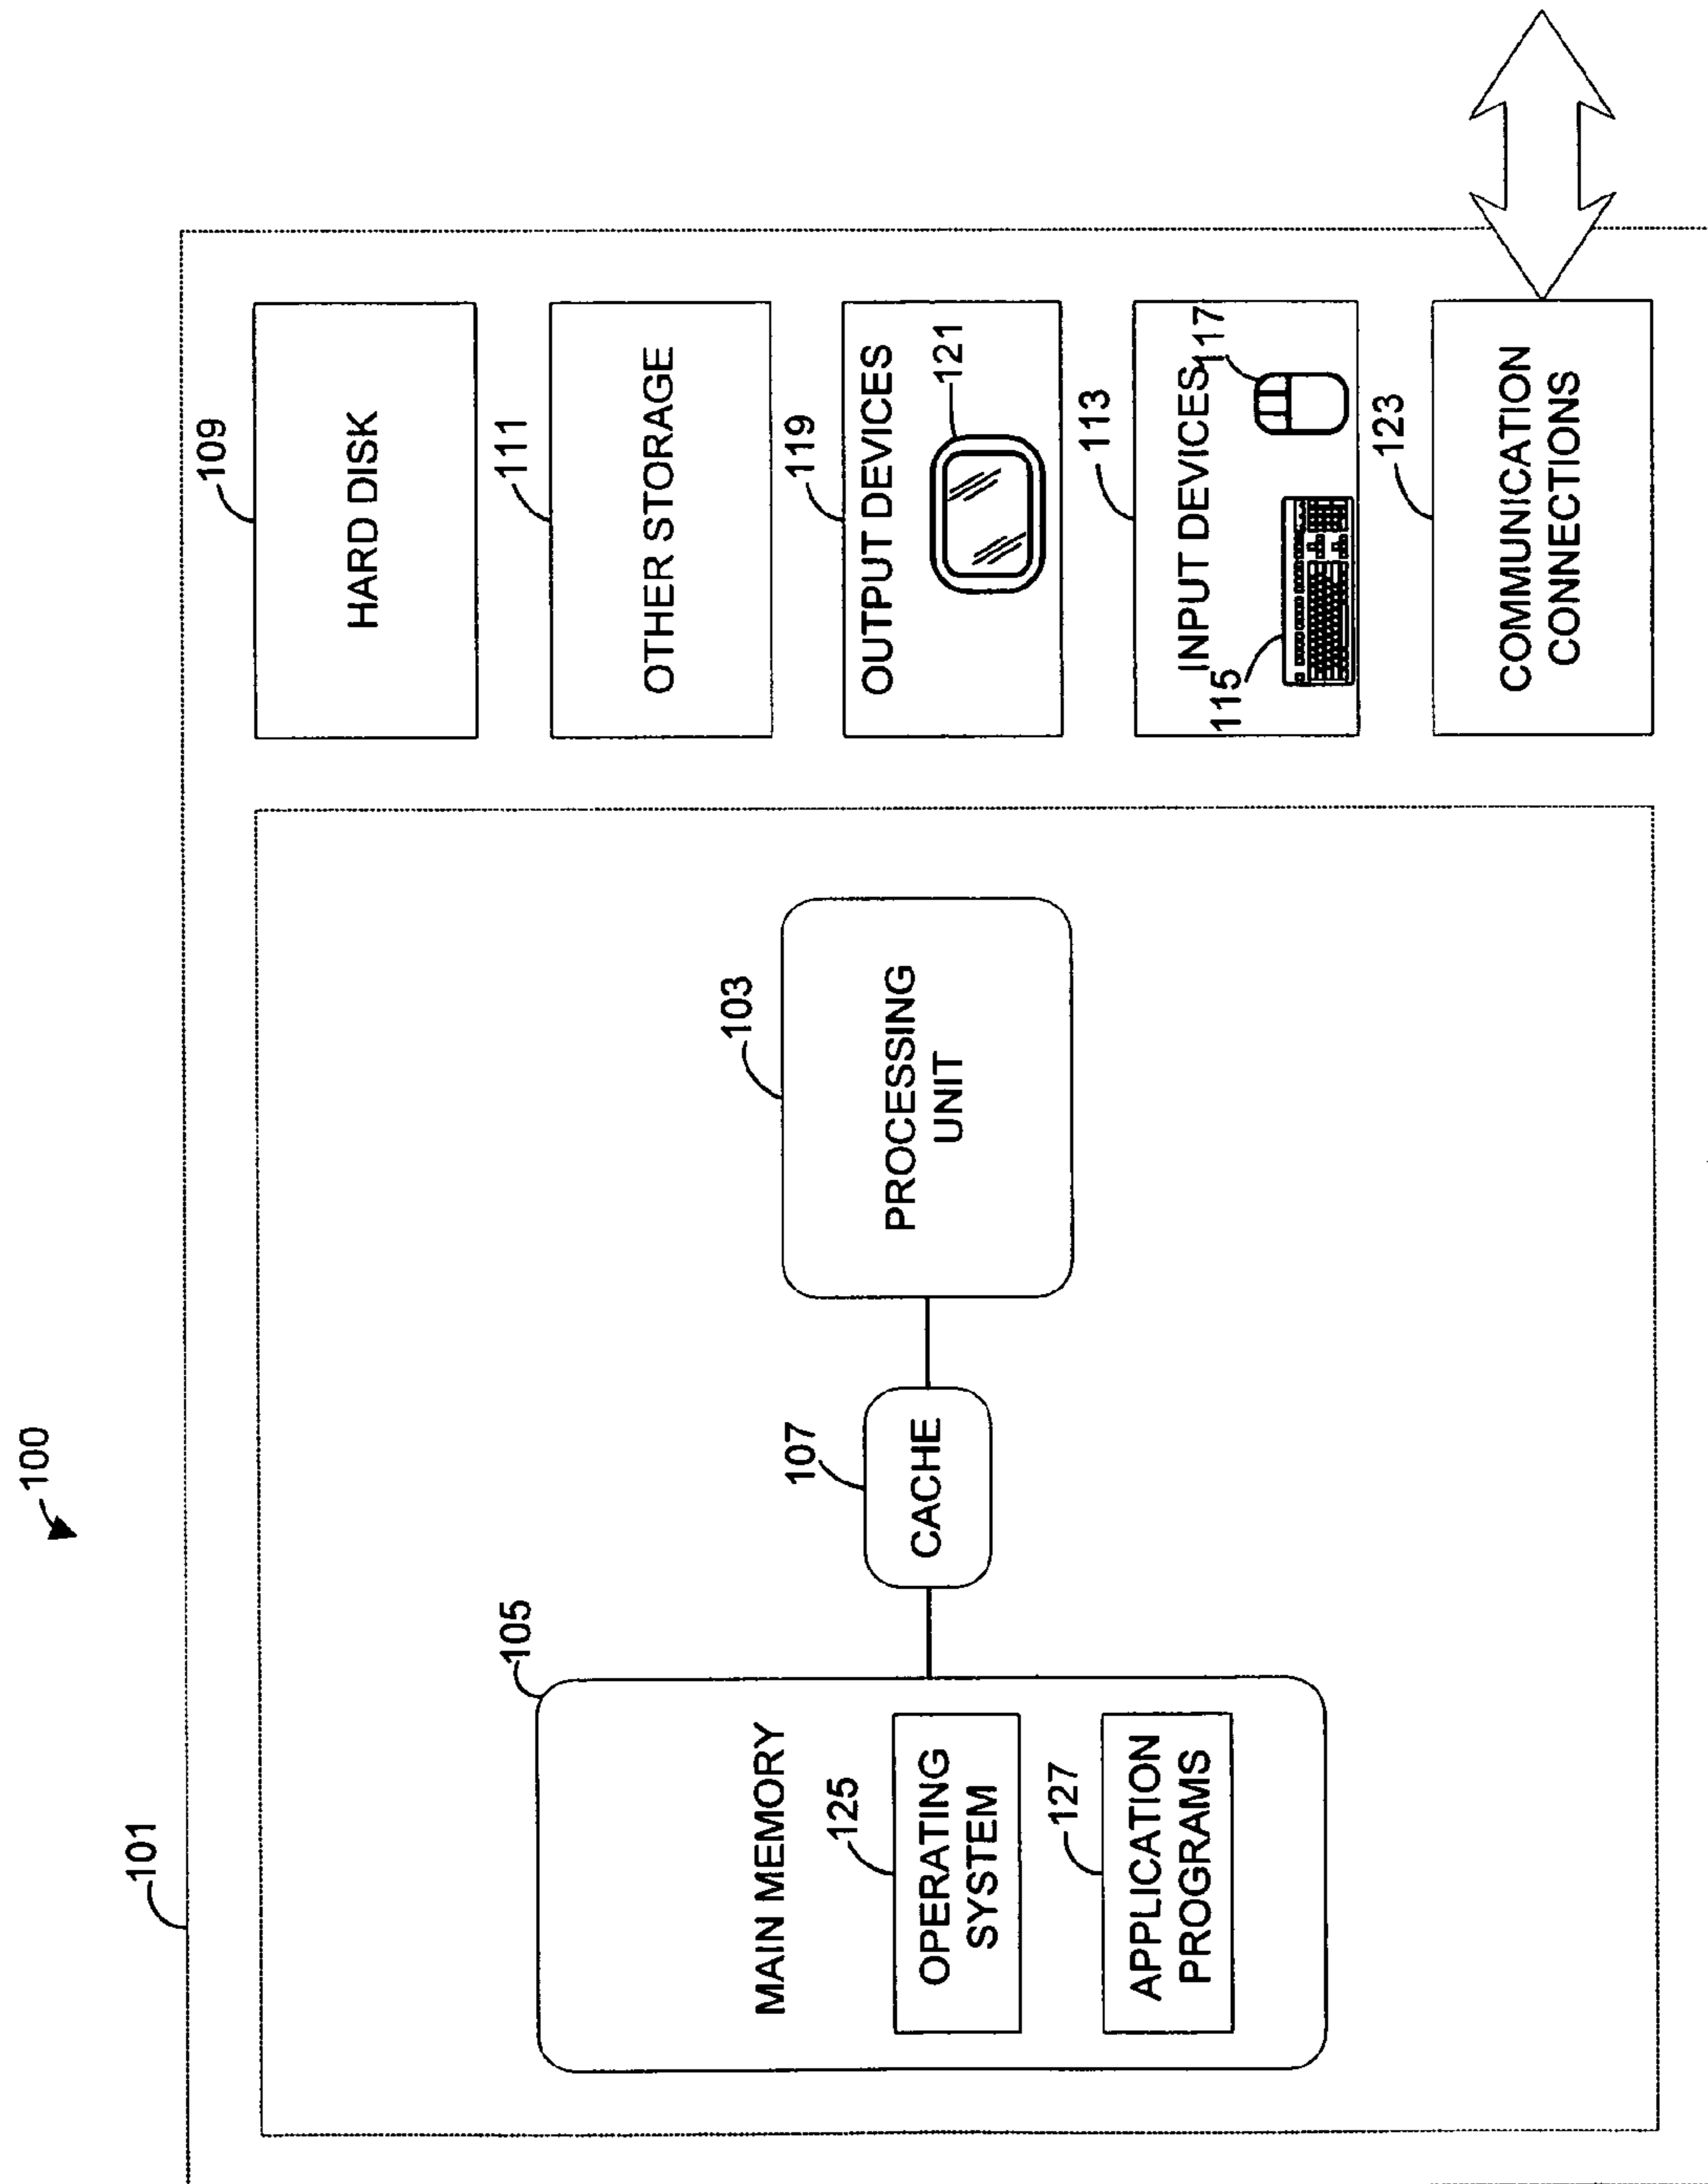 100
101
105
MAIN MEMORY
125
OPERATING
SYSTEM
127
APPLICATION
PROGRAMS
107
CACHE
103
PROCESSING
UNIT
109
HARD DISK
111
OTHER STORAGE
119
OUTPUT DEVICES
121
113
INPUT DEVICES
117
115
123
COMMUNICATION
CONNECTIONS